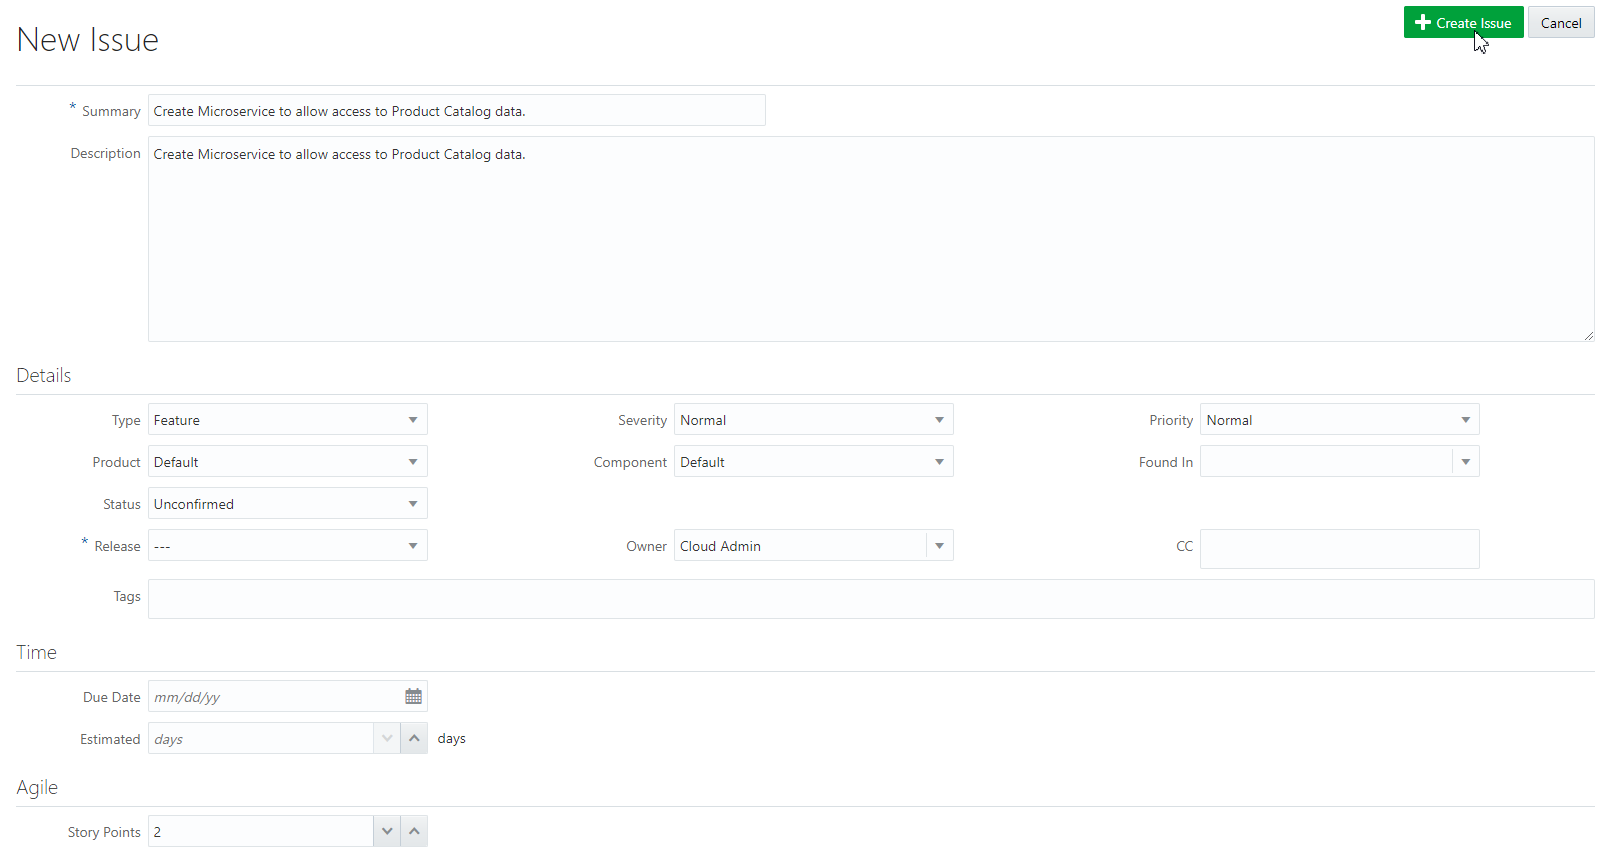 New Issue
Create Issue
Cancel
* Summary
Create Microservice to allow access to Product Catalog data.
Description
Create Microservice to allow access to Product Catalog data.
Details
Type
Feature
Severity
Normal
Priority
Normal
Product
Default
Component
Default
Found In
Status
Unconfirmed
* Release
---
Owner
Cloud Admin
CC
Tags
Time
Due Date
mm/dd/yy
Estimated
days
days
Agile
Story Points
2